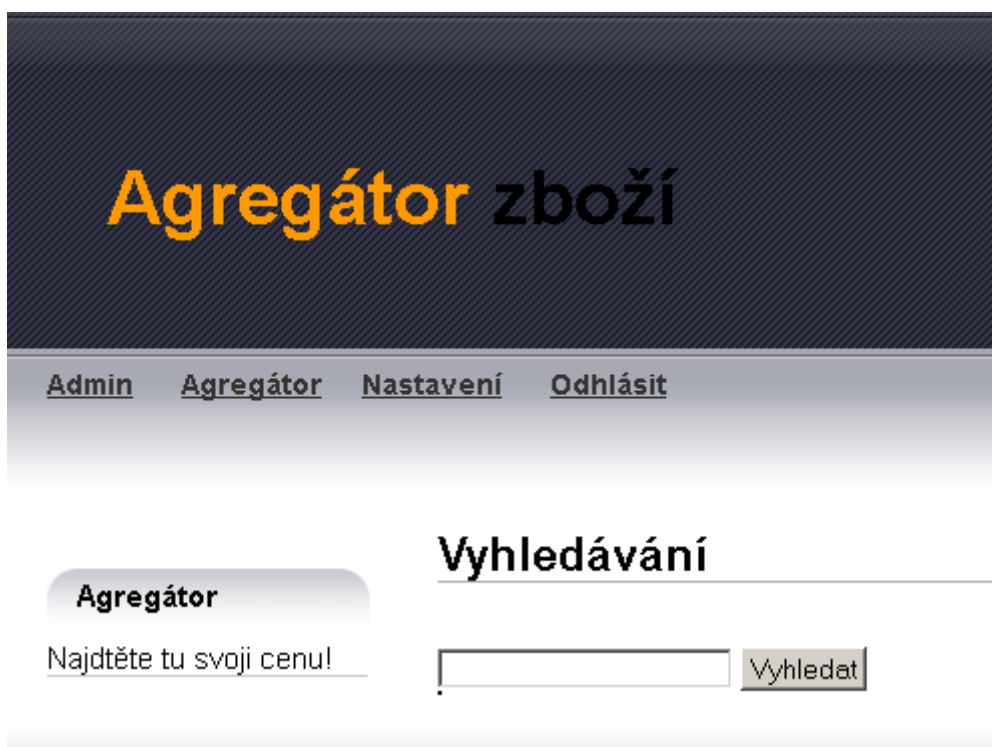 Agregátor zboží
Admin Agregátor Nastavení Odhlásit
Vyhledávání
Agregátor
Najdtěte tu svoji cenu!
Vyhledat